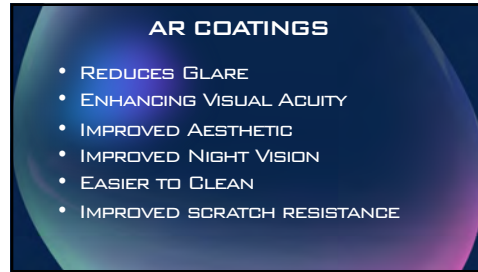 AR COATINGS
• REDUCES GLARE
• ENHANCING VISUAL ACUITY
• IMPROVED AESTHETIC
• IMPROVED NIGHT VISION
• EASIER TO CLEAN
• IMPROVED SCRATCH RESISTANCE